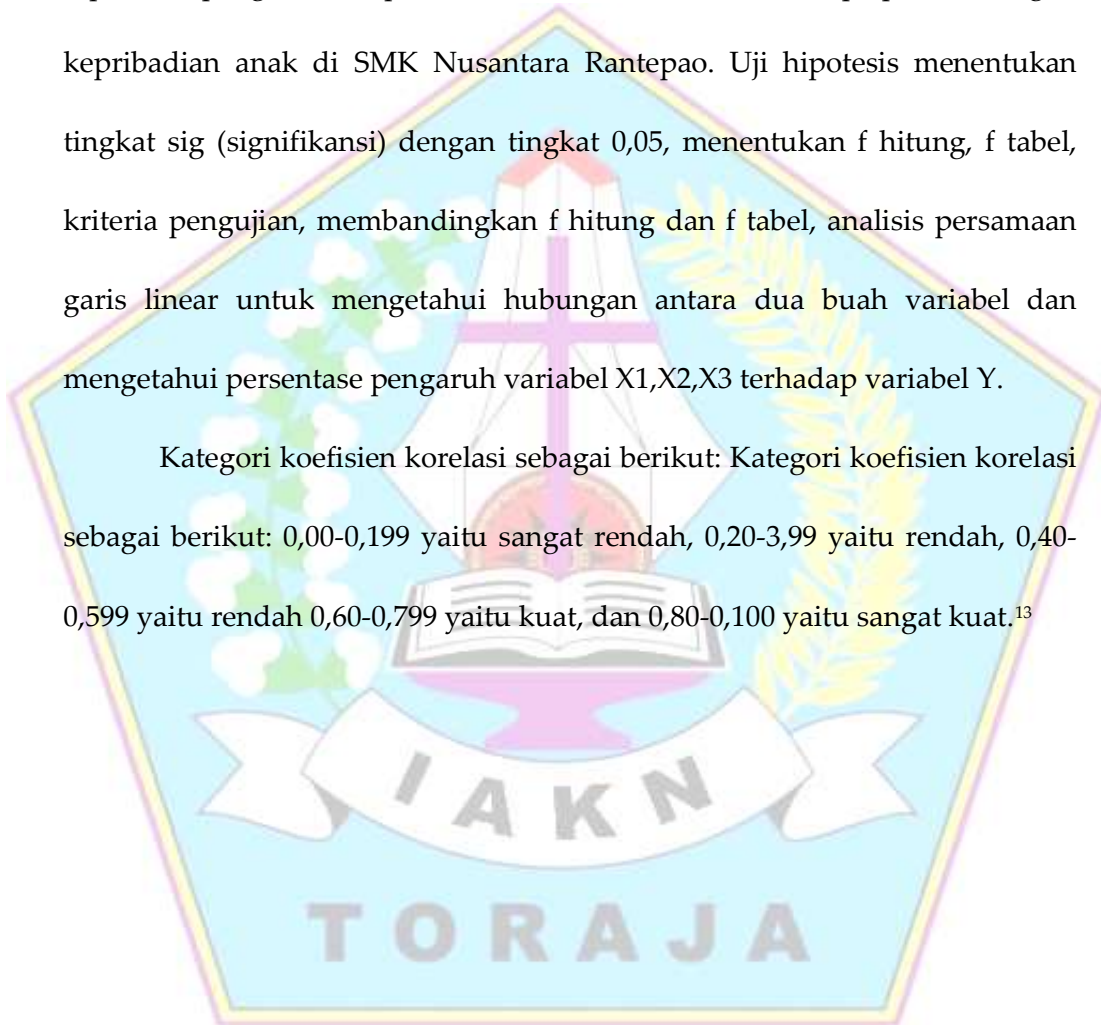 kepribadian anak di SMK Nusantara Rantepao. Uji hipotesis menentukan
tingkat sig (signifikansi) dengan tingkat 0,05, menentukan f hitung, f tabel,
kriteria pengujian, membandingkan f hitung dan f tabel, analisis persamaan
garis linear untuk mengetahui hubungan antara dua buah variabel dan
mengetahui persentase pengaruh variabel X1,X2,X3 terhadap variabel Y.
Kategori koefisien korelasi sebagai berikut: Kategori koefisien korelasi
sebagai berikut: 0,00-0,199 yaitu sangat rendah, 0,20-3,99 yaitu rendah, 0,40-
0,599 yaitu rendah 0,60-0,799 yaitu kuat, dan 0,80-0,100 yaitu sangat kuat.¹³
IAKN
TORAJA